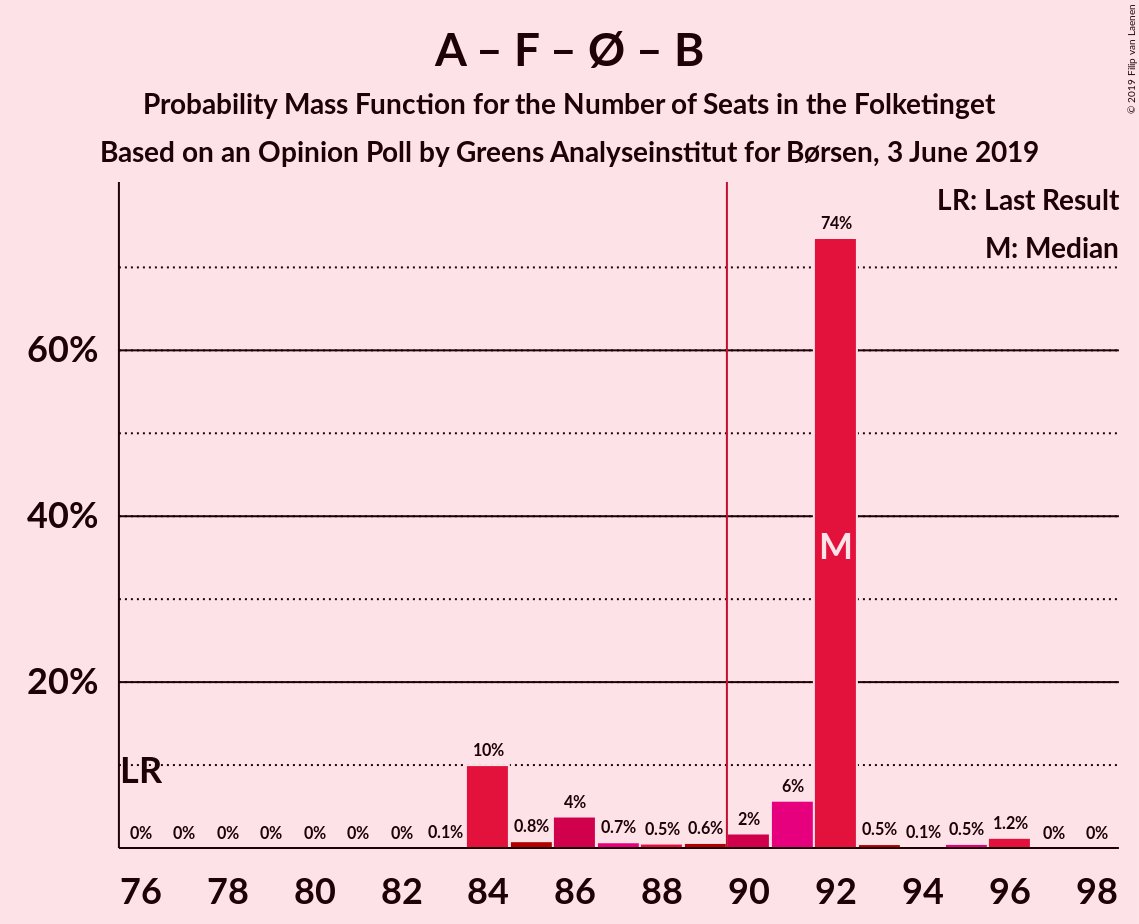 A – F – Ø – B
Probability Mass Function for the Number of Seats in the Folketinget
Based on an Opinion Poll by Greens Analyseinstitut for Børsen, 3 June 2019
© 2019 Filip van Laenen
LR: Last Result
M: Median
60%
40%
20%
LR
M
0% 0% 0% 0% 0% 0% 0% 0.1% 10% 0.8% 4% 0.7% 0.5% 0.6% 2% 6% 74% 0.5% 0.1% 0.5% 1.2% 0% 0%
76 78 80 82 84 86 88 90 92 94 96 98